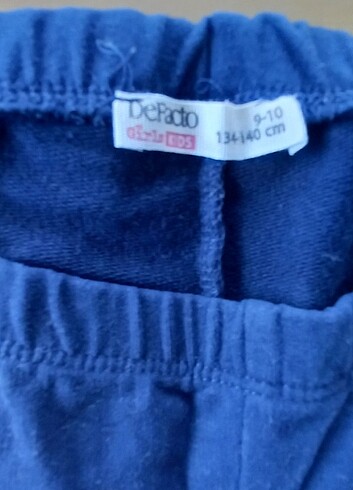 DeFacto
Girls KIDS
9-10
134-140 cm